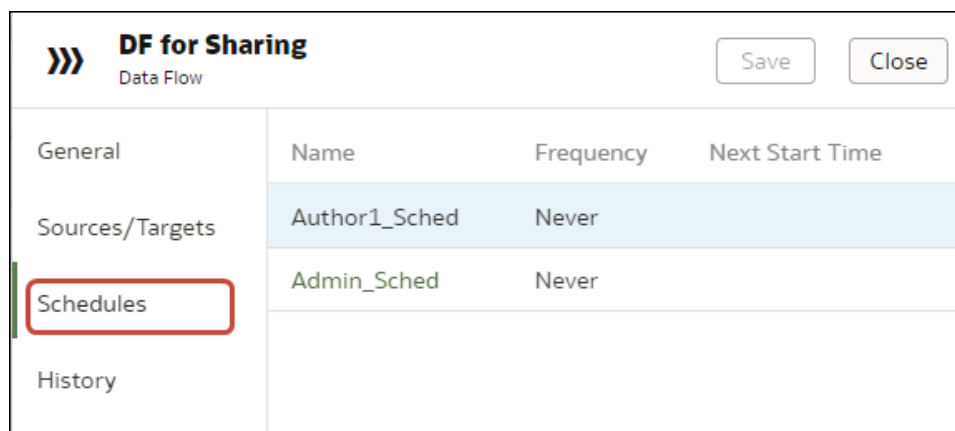 DF for Sharing
Data Flow
Save
Close
General
Sources/Targets
Schedules
History
Name Frequency Next Start Time
Author1_Sched Never
Admin_Sched Never